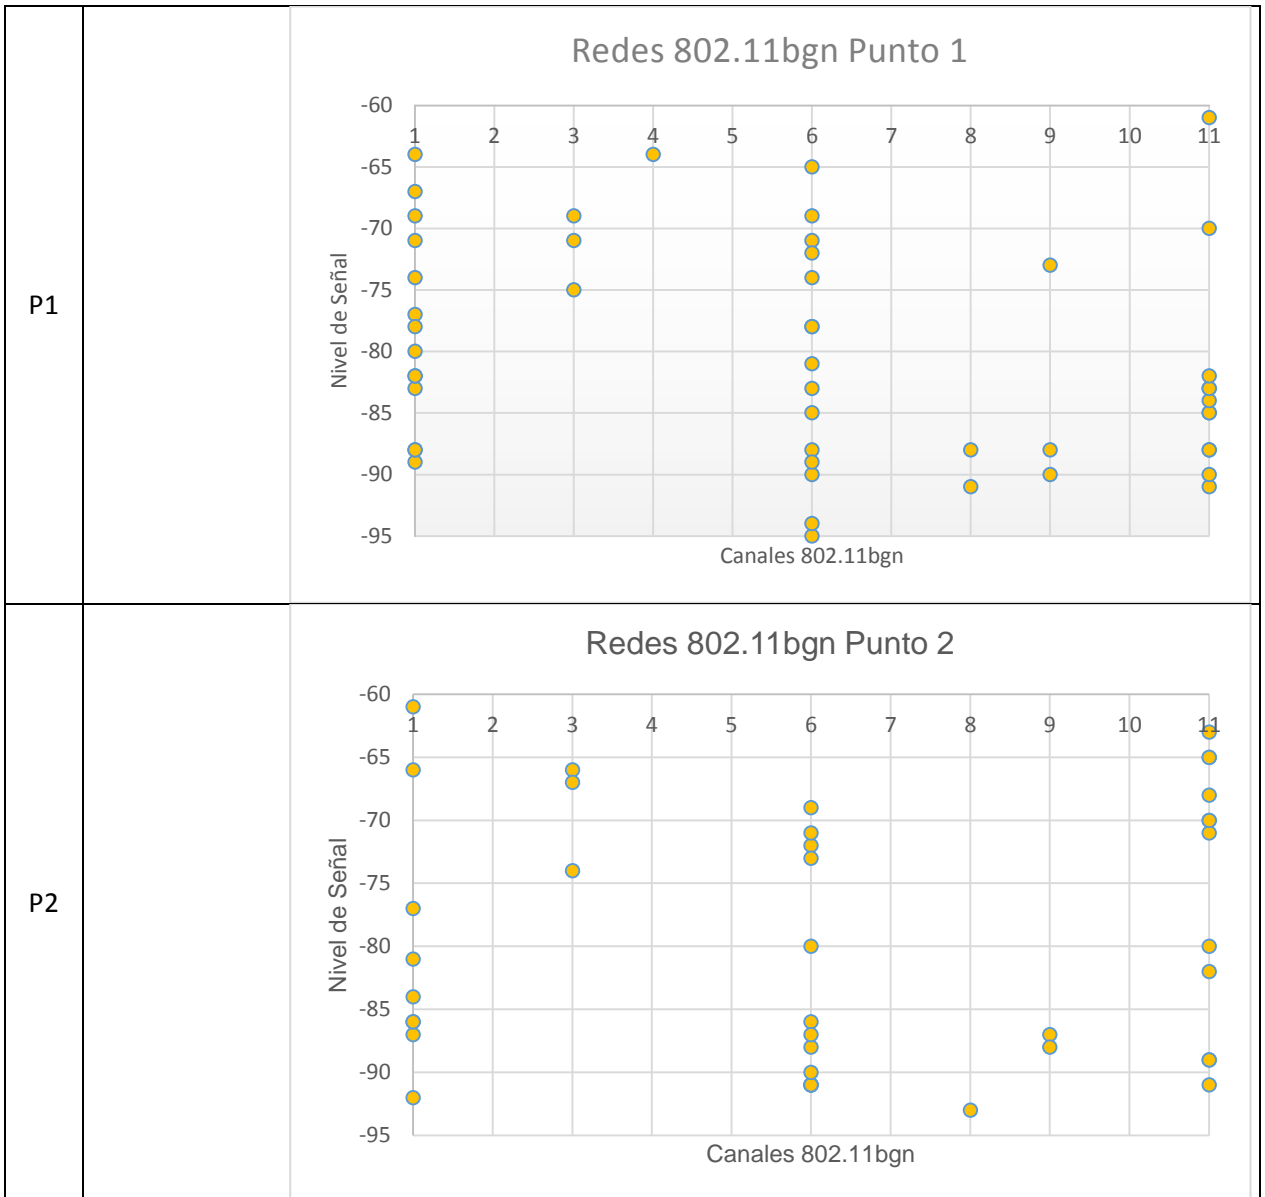 P1
Redes 802.11bgn Punto 1
-60
1 2 3 4 5 6 7 8 9 10 11
-65
-70
-75
-80
-85
-90
-95
Nivel de Señal
Canales 802.11bgn
P2
Redes 802.11bgn Punto 2
-60
1 2 3 4 5 6 7 8 9 10 11
-65
-70
-75
-80
-85
-90
-95
Nivel de Señal
Canales 802.11bgn